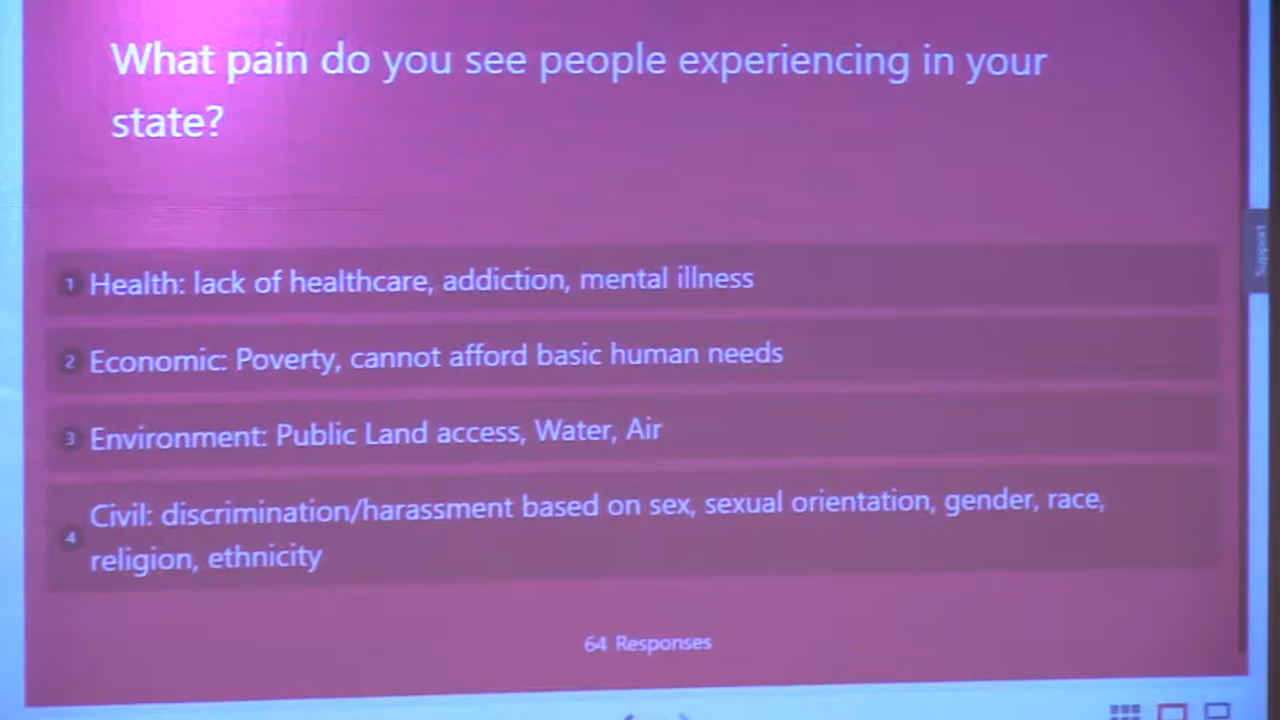 What pain do you see people experiencing in your
state?
1 Health: lack of healthcare, addiction, mental illness
2 Economic: Poverty, cannot afford basic human needs
3 Environment: Public Land access, Water, Air
Civil: discrimination/harassment based on sex, sexual orientation, gender, race,
4
religion, ethnicity
64 Responses
Support